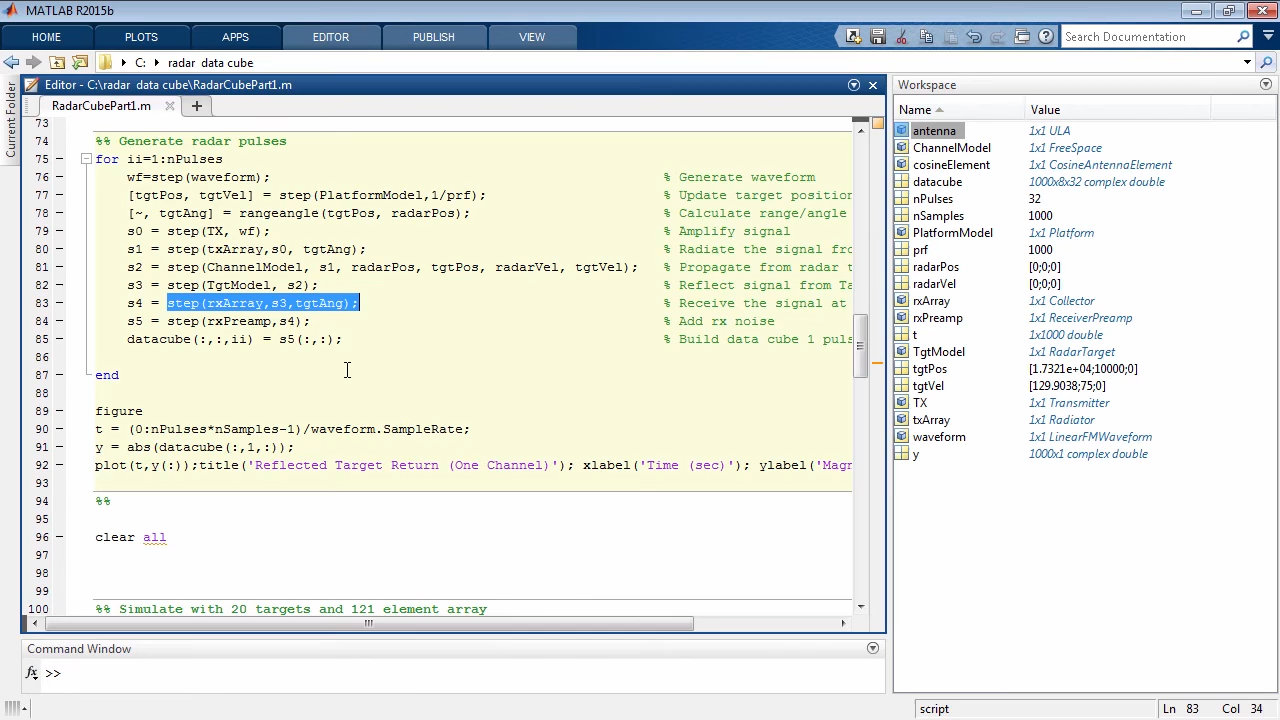 MATLAB R2015b
HOME PLOTS APPS EDITOR PUBLISH VIEW Search Documentation
C: radar data cube
Current Folder
Editor - C:\radar data cube\RadarCubePart1.m
RadarCubePart1.m
73
74 %% Generate radar pulses
75 for ii=1:nPulses
76 wf=step(waveform); % Generate waveform
77 [tgtPos, tgtVel] = step(PlatformModel,1/prf); % Update target position
78 [~, tgtAng] = rangeangle(tgtPos, radarPos); % Calculate range/angle
79 s0 = step(TX, wf); % Amplify signal
80 s1 = step(txArray,s0, tgtAng); % Radiate the signal from
81 s2 = step(ChannelModel, s1, radarPos, tgtPos, radarVel, tgtVel); % Propagate from radar t
82 s3 = step(TgtModel, s2); % Reflect signal from Ta
83 s4 = step(rxArray,s3,tgtAng); % Receive the signal at
84 s5 = step(rxPreamp,s4); % Add rx noise
85 datacube(:,:,ii) = s5(:,:); % Build data cube 1 puls
86
87 end
88
89 figure
90 t = (0:nPulses*nSamples-1)/waveform.SampleRate;
91 y = abs(datacube(:,1,:));
92 plot(t,y(:));title('Reflected Target Return (One Channel)'); xlabel('Time (sec)'); ylabel('Magn
93
94 %%
95
96 clear all
97
98
99
100 %% Simulate with 20 targets and 121 element array
Command Window
fx >>
Workspace
Name Value
antenna 1x1 ULA
ChannelModel 1x1 FreeSpace
cosineElement 1x1 CosineAntennaElement
datacube 1000x8x32 complex double
nPulses 32
nSamples 1000
PlatformModel 1x1 Platform
prf 1000
radarPos [0;0;0]
radarVel [0;0;0]
rxArray 1x1 Collector
rxPreamp 1x1 ReceiverPreamp
t 1x1000 double
TgtModel 1x1 RadarTarget
tgtPos [1.7321e+04;10000;0]
tgtVel [129.9038;75;0]
TX 1x1 Transmitter
txArray 1x1 Radiator
waveform 1x1 LinearFMWaveform
y 1000x1 complex double
script Ln 83 Col 34